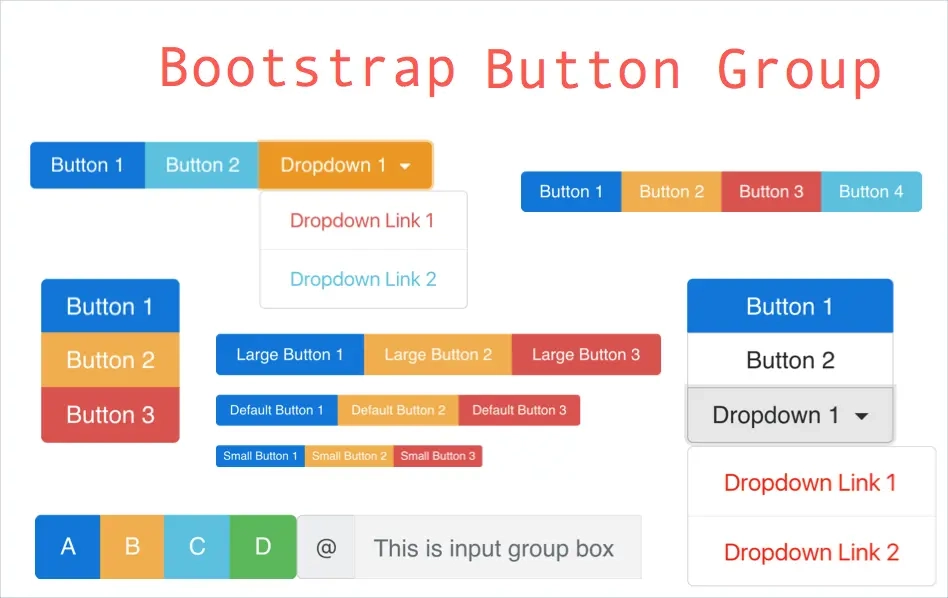 Bootstrap Button Group
Button 1 Button 2 Dropdown 1
Dropdown Link 1
Dropdown Link 2
Button 1 Button 2 Button 3 Button 4
Button 1
Button 2
Button 3
Large Button 1 Large Button 2 Large Button 3
Default Button 1 Default Button 2 Default Button 3
Small Button 1 Small Button 2 Small Button 3
Button 1
Button 2
Dropdown 1
Dropdown Link 1
Dropdown Link 2
A B C D @ This is input group box